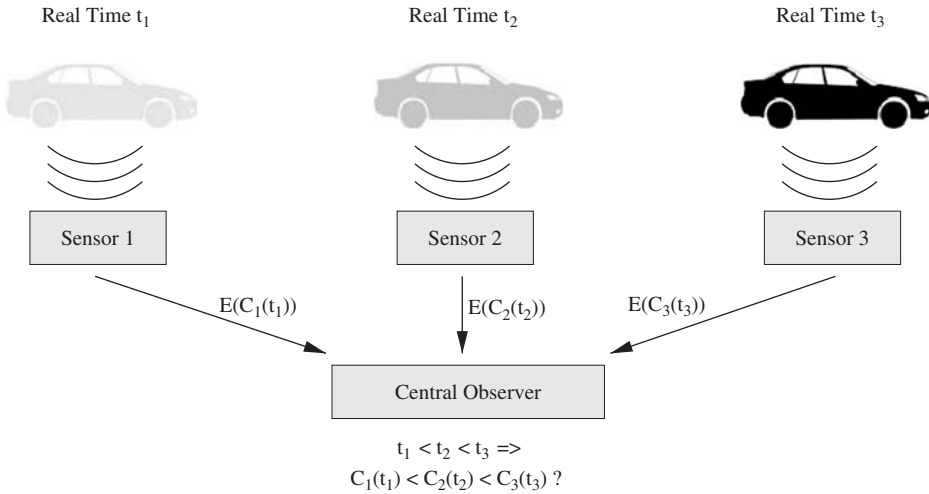 Real Time t₁
Real Time t₂
Real Time t₃
Sensor 1
Sensor 2
Sensor 3
E(C₁(t₁))
E(C₂(t₂))
E(C₃(t₃))
Central Observer
t₁ < t₂ < t₃ =>
C₁(t₁) < C₂(t₂) < C₃(t₃) ?